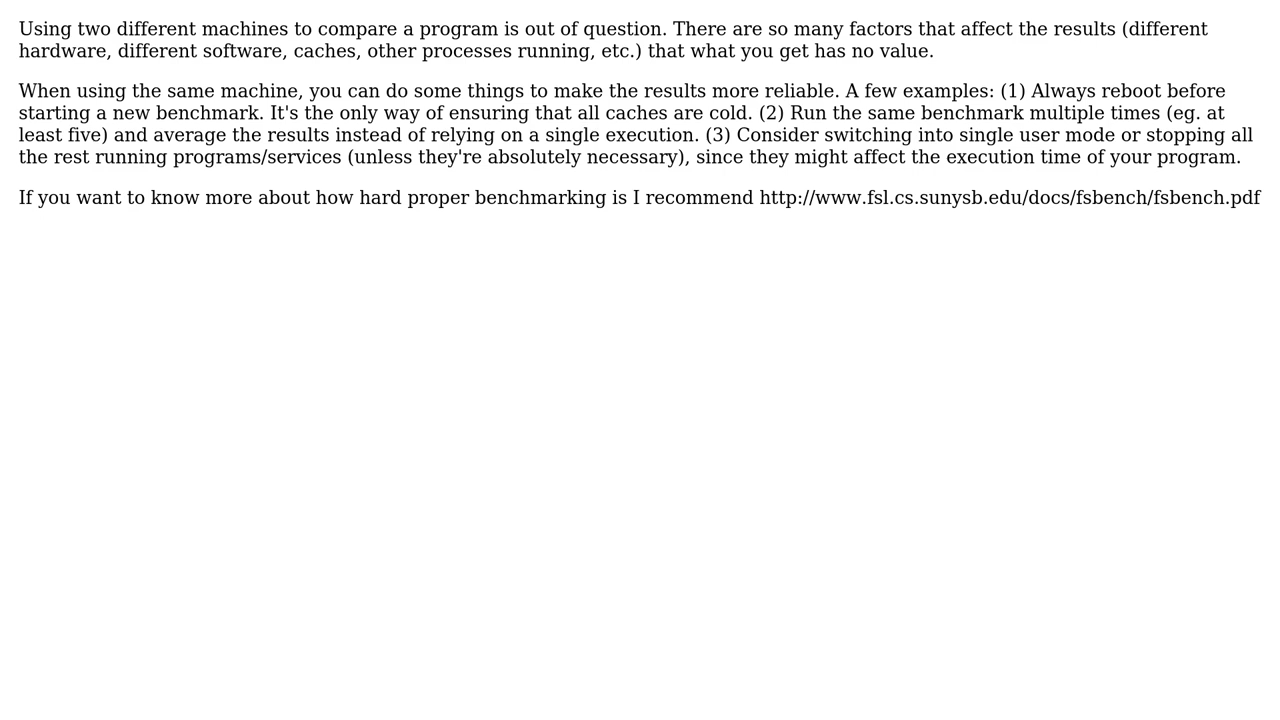 Using two different machines to compare a program is out of question. There are so many factors that affect the results (different
hardware, different software, caches, other processes running, etc.) that what you get has no value.
When using the same machine, you can do some things to make the results more reliable. A few examples: (1) Always reboot before
starting a new benchmark. It's the only way of ensuring that all caches are cold. (2) Run the same benchmark multiple times (eg. at
least five) and average the results instead of relying on a single execution. (3) Consider switching into single user mode or stopping all
the rest running programs/services (unless they're absolutely necessary), since they might affect the execution time of your program.
If you want to know more about how hard proper benchmarking is I recommend http://www.fsl.cs.sunysb.edu/docs/fsbench/fsbench.pdf